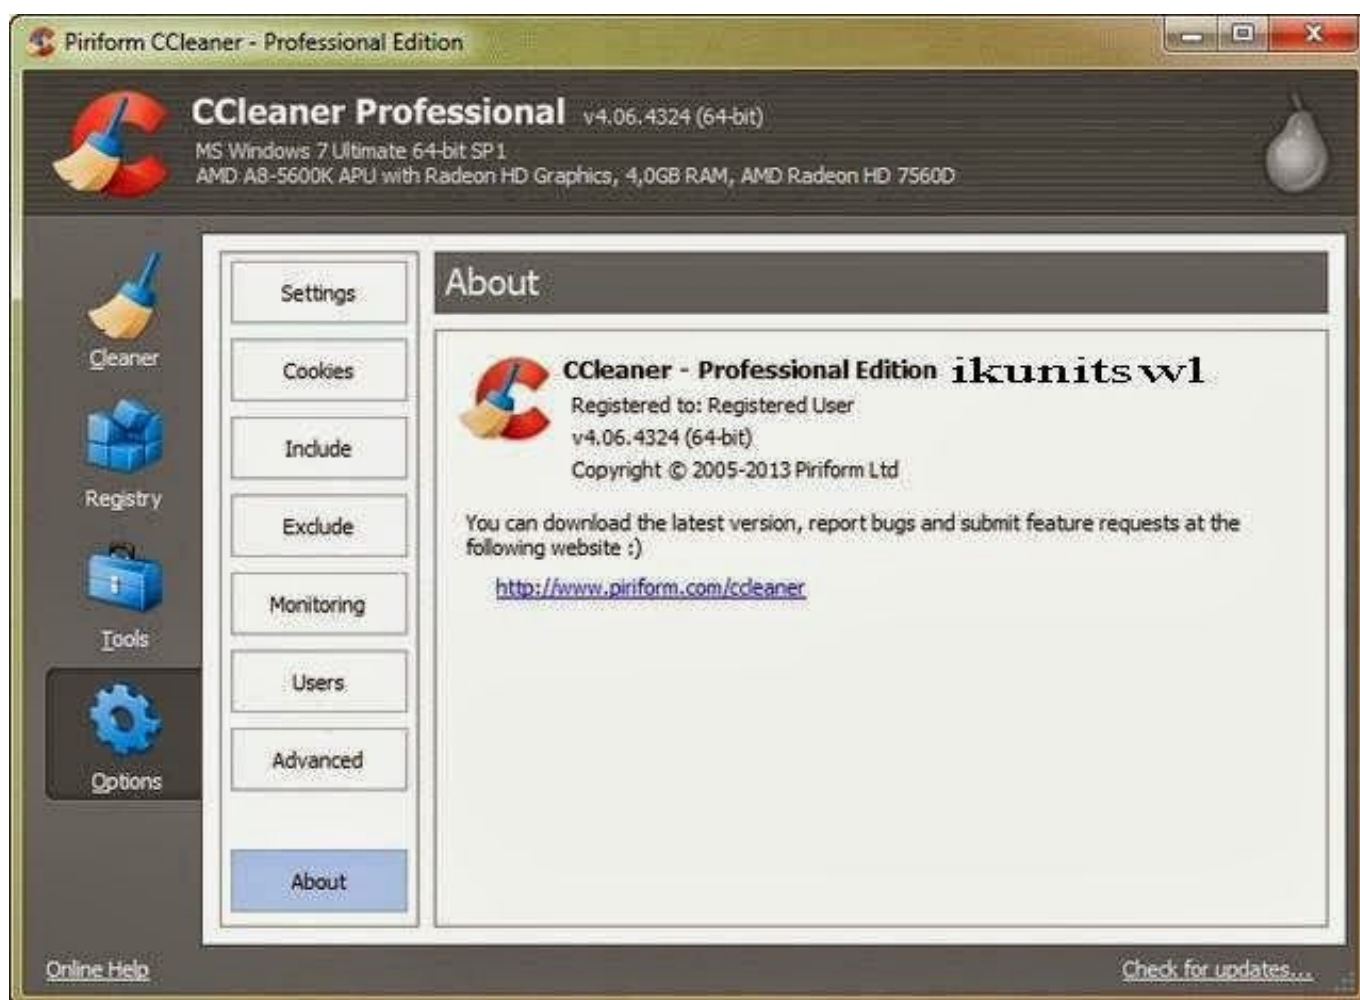 Piriform CCleaner - Professional Edition
CCleaner Professional v4.06.4324 (64-bit)
MS Windows 7 Ultimate 64-bit SP1
AMD A8-5600K APU with Radeon HD Graphics, 4,0GB RAM, AMD Radeon HD 7560D
Cleaner
Registry
Tools
Options
Settings
Cookies
Include
Exclude
Monitoring
Users
Advanced
About
About
CCleaner - Professional Edition ikunitswl
Registered to: Registered User
v4.06.4324 (64-bit)
Copyright © 2005-2013 Piriform Ltd
You can download the latest version, report bugs and submit feature requests at the
following website :)
http://www.piriform.com/ccleaner
Online Help
Check for updates...